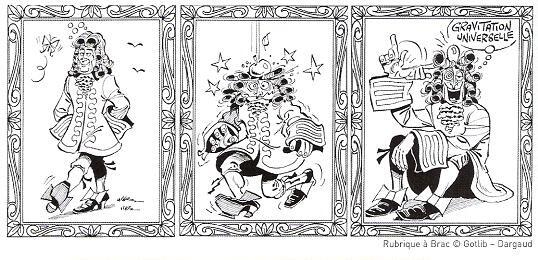 GRAVITATION
UNIVERSELLE
Rubrique à Brac © Gotlib – Dargaud